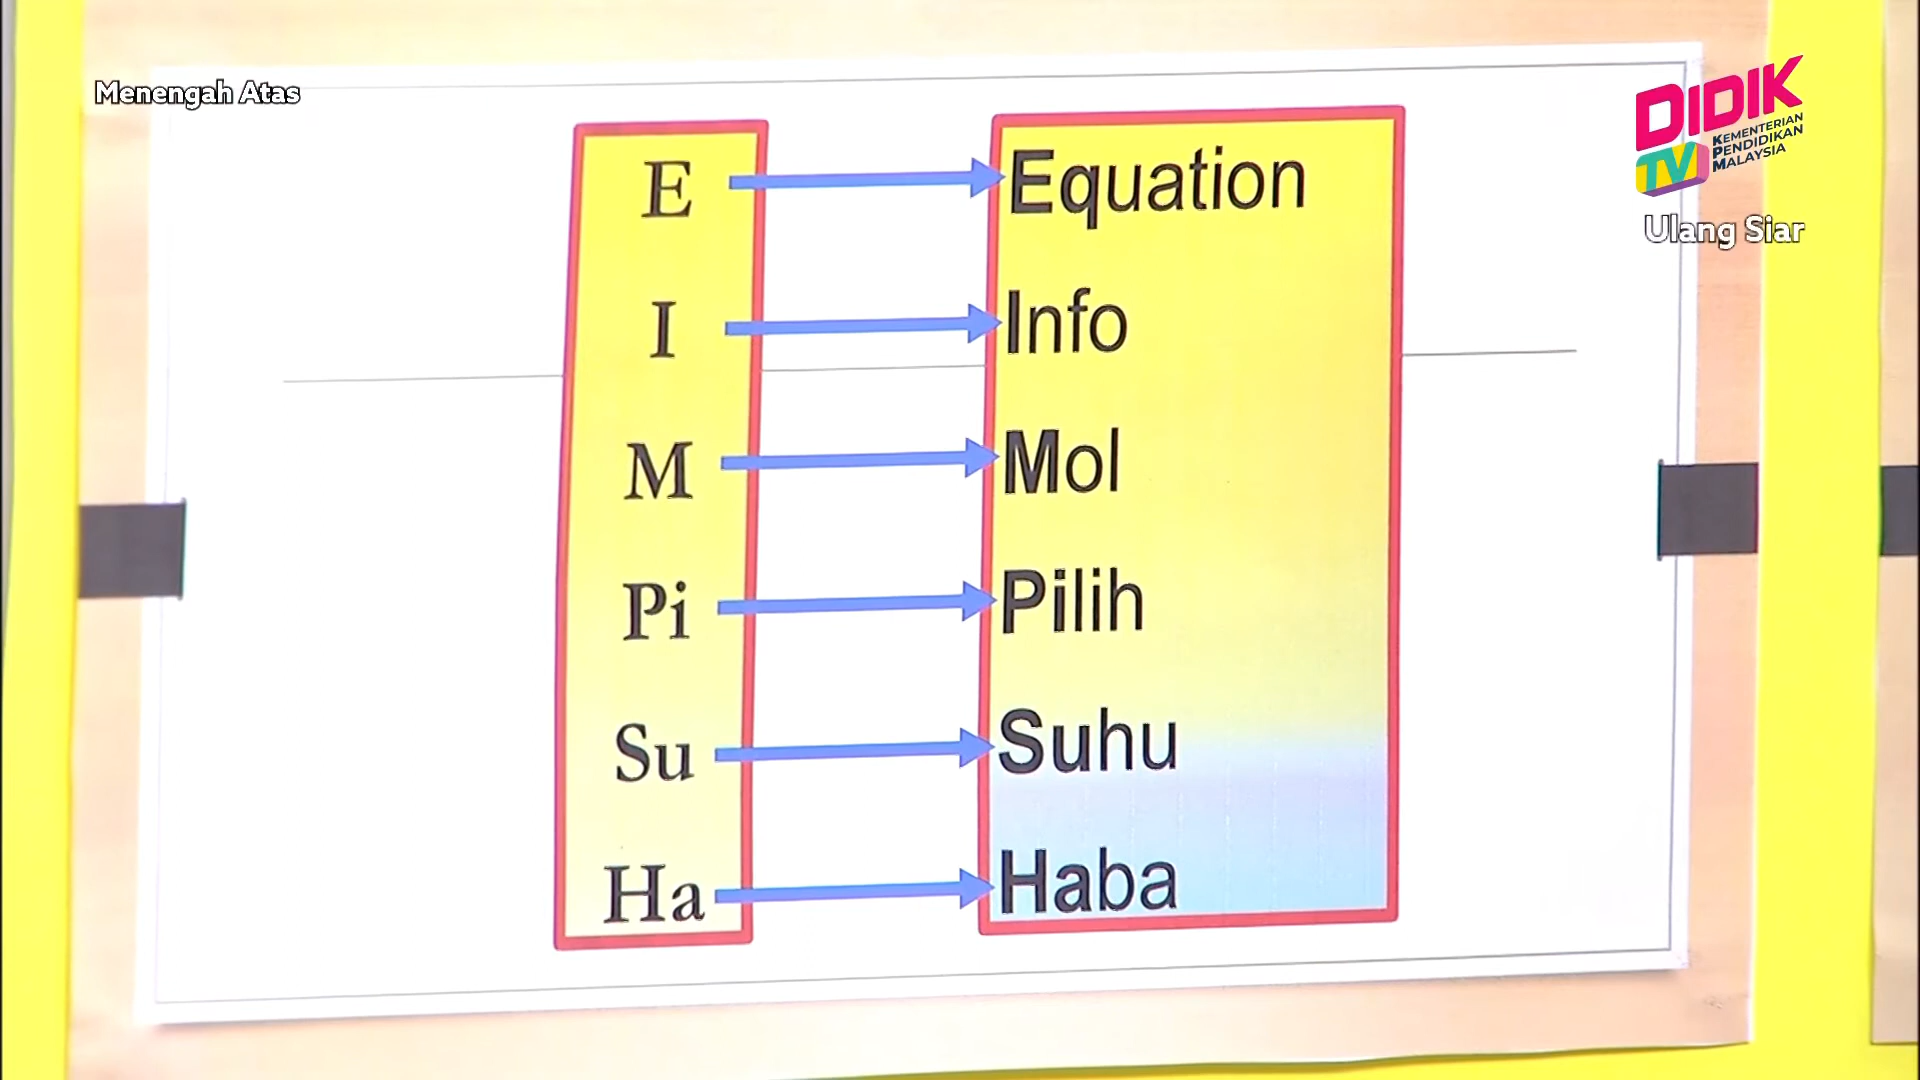 Menengah Atas
DIDIK
TV
KEMENTERIAN
PENDIDIKAN
MALAYSIA
Ulang Siar
E Equation
I Info
M Mol
Pi Pilih
Su Suhu
Ha Haba